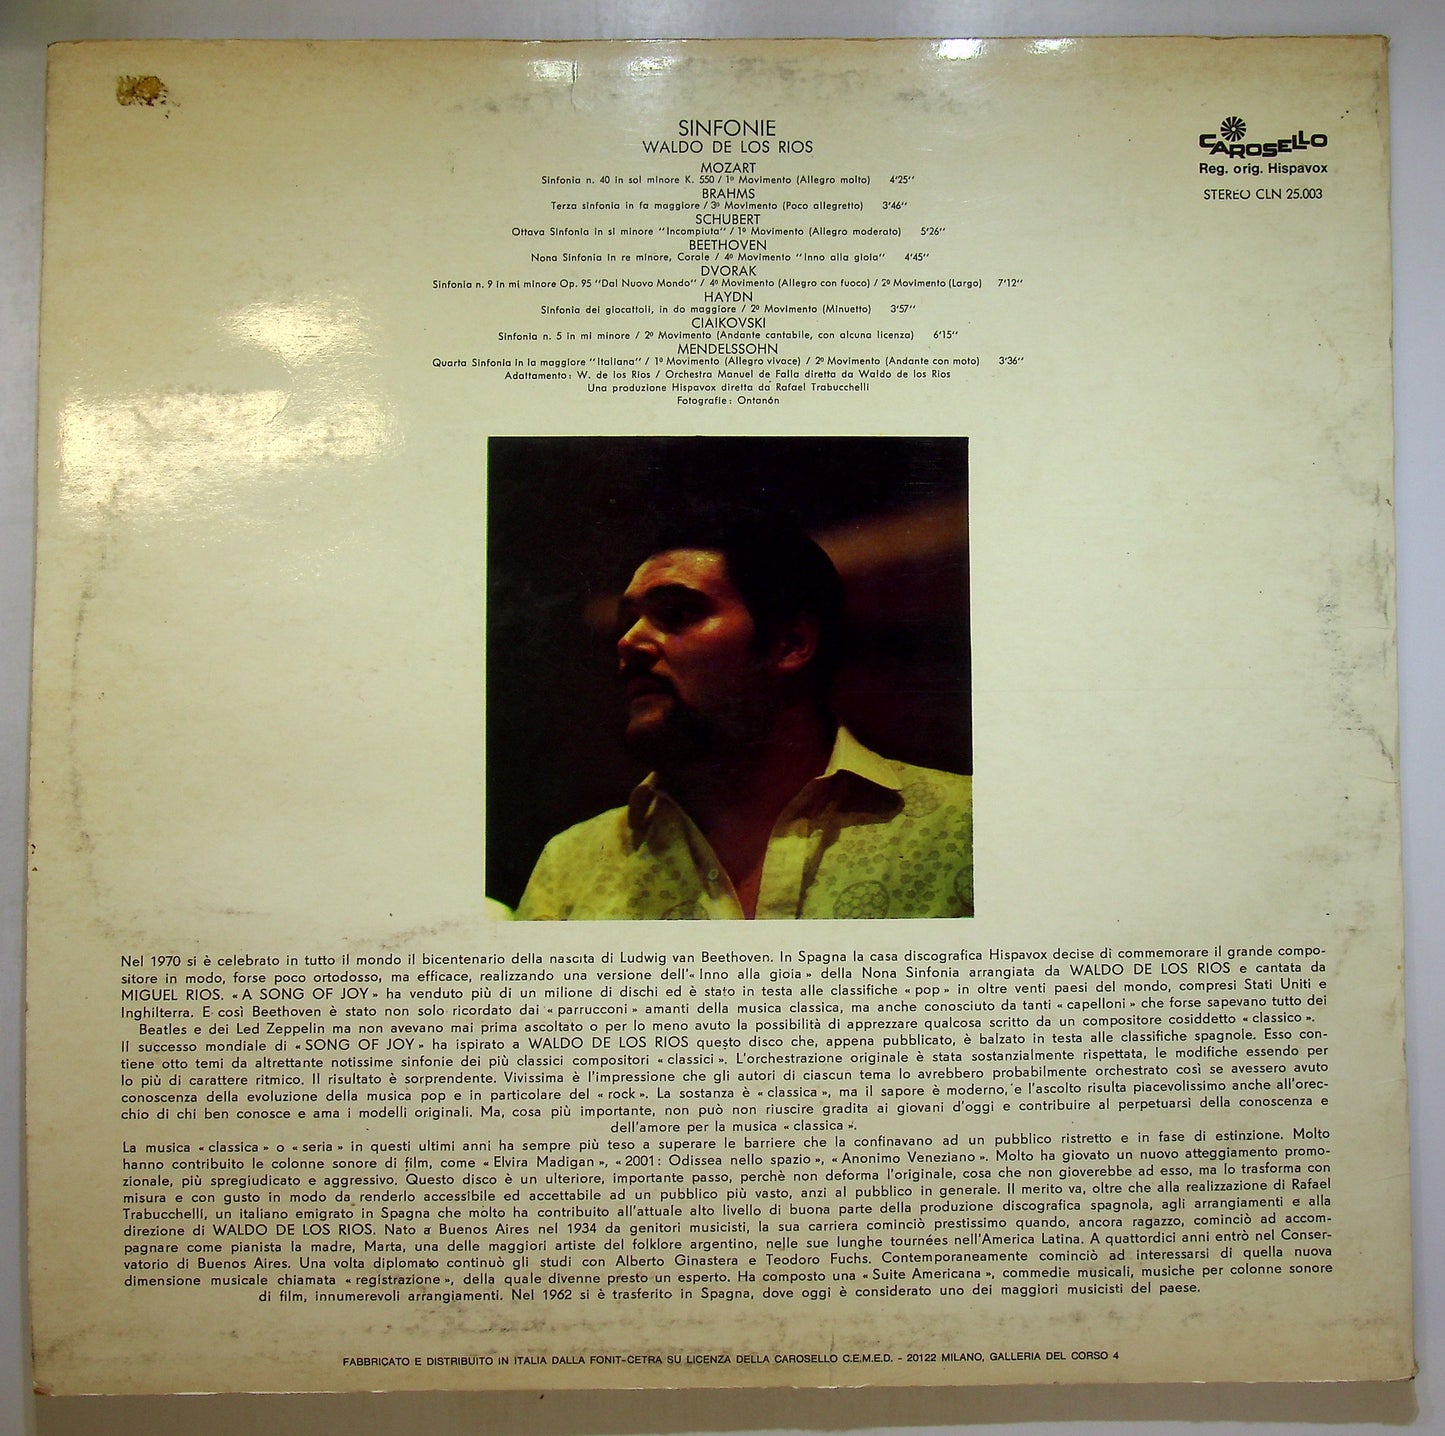 SINFONIE
WALDO DE LOS RIOS
MOZART
Sinfonia n. 40 in sol minore K. 550 / 1º Movimento (Allegro molto) 4'25''
BRAHMS
Terza sinfonia in fa maggiore / 3º Movimento (Poco allegretto) 3'46''
SCHUBERT
Ottava Sinfonia in si minore "Incompiuta" / 1º Movimento (Allegro moderato) 5'26''
BEETHOVEN
Nona Sinfonia in re minore, Corale / 4º Movimento "Inno alla gioia" 4'45''
DVORAK
Sinfonia n. 9 in mi minore Op. 95 "Dal Nuovo Mondo" / 4º Movimento (Allegro con fuoco) / 2º Movimento (Largo) 7'12''
HAYDN
Sinfonia dei giocattoli, in do maggiore / 2º Movimento (Minuetto) 3'57''
CIAIKOVSKI
Sinfonia n. 5 in mi minore / 2º Movimento (Andante cantabile, con alcuna licenza) 6'15''
MENDELSSOHN
Quarta Sinfonia in la maggiore "Italiana" / 1º Movimento (Allegro vivace) / 2º Movimento (Andante con moto) 3'36''
Adattamento: W. de los Rios / Orchestra Manuel de Falla diretta da Waldo de los Rios
Una produzione Hispavox diretta da Rafael Trabucchelli
Fotografie: Ontanón
CAROSELLO
Reg. orig. Hispavox
STEREO CLN 25.003
Nel 1970 si è celebrato in tutto il mondo il bicentenario della nascita di Ludwig van Beethoven. In Spagna la casa discografica Hispavox decise di commemorare il grande compo-
sitore in modo, forse poco ortodosso, ma efficace, realizzando una versione dell'« Inno alla gioia » della Nona Sinfonia arrangiata da WALDO DE LOS RIOS e cantata da
MIGUEL RIOS. « A SONG OF JOY » ha venduto più di un milione di dischi ed è stato in testa alle classifiche « pop » in oltre venti paesi del mondo, compresi Stati Uniti e
Inghilterra. E così Beethoven è stato non solo ricordato dai « parrucconi » amanti della musica classica, ma anche conosciuto da tanti « capelloni » che forse sapevano tutto dei
Beatles e dei Led Zeppelin ma non avevano mai prima ascoltato o per lo meno avuto la possibilità di apprezzare qualcosa scritto da un compositore cosiddetto « classico ».
Il successo mondiale di « SONG OF JOY » ha ispirato a WALDO DE LOS RIOS questo disco che, appena pubblicato, è balzato in testa alle classifiche spagnole. Esso con-
tiene otto temi da altrettante notissime sinfonie dei più classici compositori « classici ». L'orchestrazione originale è stata sostanzialmente rispettata, le modifiche essendo per
lo più di carattere ritmico. Il risultato è sorprendente. Vivissima è l'impressione che gli autori di ciascun tema lo avrebbero probabilmente orchestrato così se avessero avuto
conoscenza della evoluzione della musica pop e in particolare del « rock ». La sostanza è « classica », ma il sapore è moderno, e l'ascolto risulta piacevolissimo anche all'orec-
chio di chi ben conosce e ama i modelli originali. Ma, cosa più importante, non può non riuscire gradita ai giovani d'oggi e contribuire al perpetuarsi della conoscenza e
dell'amore per la musica « classica ».
La musica « classica » o « seria » in questi ultimi anni ha sempre più teso a superare le barriere che la confinavano ad un pubblico ristretto e in fase di estinzione. Molto
hanno contribuito le colonne sonore di film, come « Elvira Madigan », « 2001: Odissea nello spazio », « Anonimo Veneziano ». Molto ha giovato un nuovo atteggiamento promo-
zionale, più spregiudicato e aggressivo. Questo disco è un ulteriore, importante passo, perchè non deforma l'originale, cosa che non gioverebbe ad esso, ma lo trasforma con
misura e con gusto in modo da renderlo accessibile ed accettabile ad un pubblico più vasto, anzi al pubblico in generale. Il merito va, oltre che alla realizzazione di Rafael
Trabucchelli, un italiano emigrato in Spagna che molto ha contribuito all'attuale alto livello di buona parte della produzione discografica spagnola, agli arrangiamenti e alla
direzione di WALDO DE LOS RIOS. Nato a Buenos Aires nel 1934 da genitori musicisti, la sua carriera cominciò prestissimo quando, ancora ragazzo, cominciò ad accom-
pagnare come pianista la madre, Marta, una delle maggiori artiste del folklore argentino, nelle sue lunghe tournées nell'America Latina. A quattordici anni entrò nel Conser-
vatorio di Buenos Aires. Una volta diplomato continuò gli studi con Alberto Ginastera e Teodoro Fuchs. Contemporaneamente cominciò ad interessarsi di quella nuova
dimensione musicale chiamata « registrazione », della quale divenne presto un esperto. Ha composto una « Suite Americana », commedie musicali, musiche per colonne sonore
di film, innumerevoli arrangiamenti. Nel 1962 si è trasferito in Spagna, dove oggi è considerato uno dei maggiori musicisti del paese.
FABBRICATO E DISTRIBUITO IN ITALIA DALLA FONIT-CETRA SU LICENZA DELLA CAROSELLO C.E.M.E.D. - 20122 MILANO, GALLERIA DEL CORSO 4